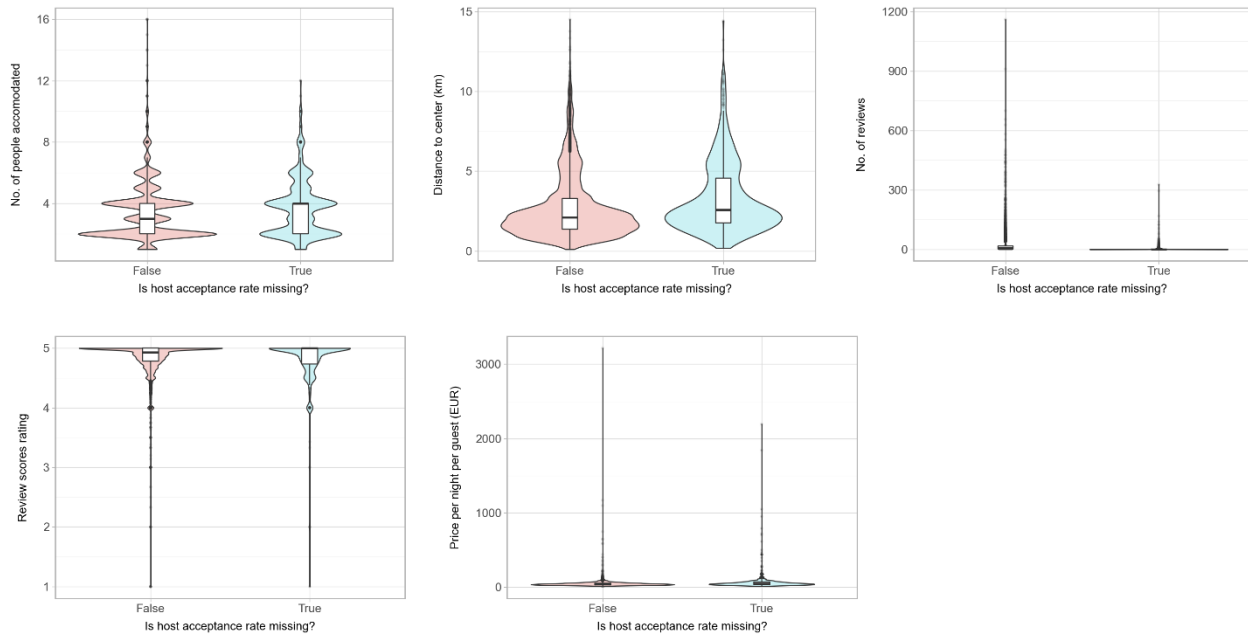 No. of people accomodated
16
12
8
4
False
True
Is host acceptance rate missing?
Distance to center (km)
15
10
5
0
False
True
Is host acceptance rate missing?
No. of reviews
1200
900
600
300
0
False
True
Is host acceptance rate missing?
Review scores rating
5
4
3
2
1
False
True
Is host acceptance rate missing?
Price per night per guest (EUR)
3000
2000
1000
0
False
True
Is host acceptance rate missing?